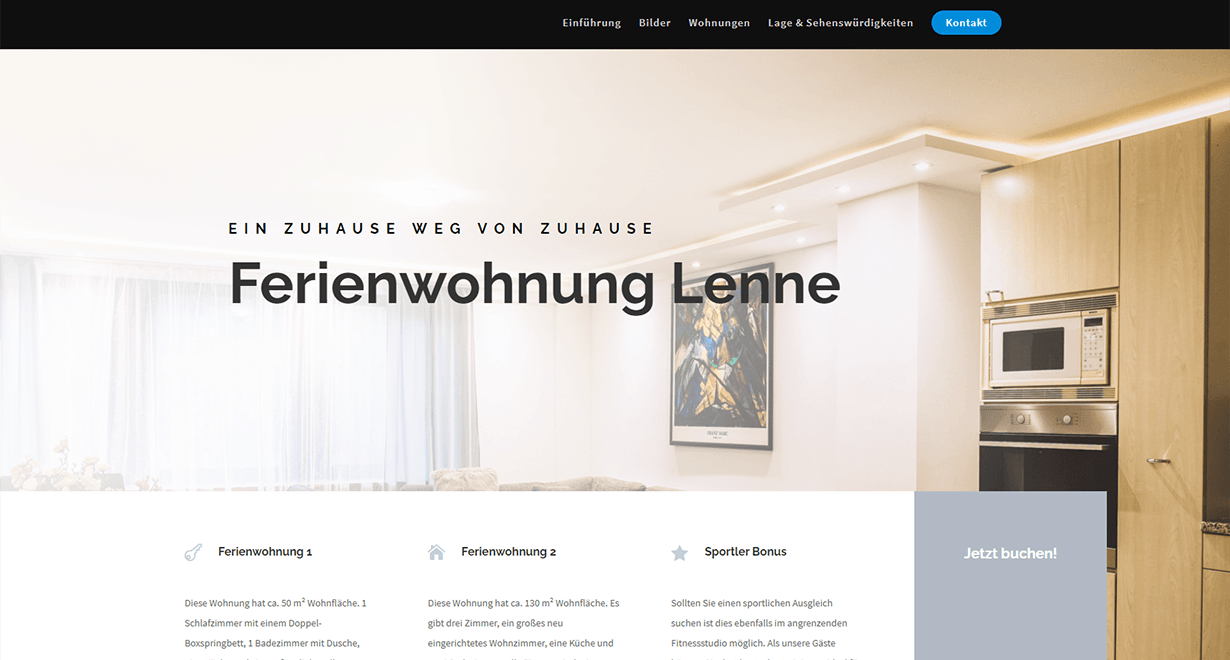 Einführung Bilder Wohnungen Lage & Sehenswürdigkeiten Kontakt
EIN ZUHAUSE WEG VON ZUHAUSE
Ferienwohnung Lenne
Ferienwohnung 1
Diese Wohnung hat ca. 50 m² Wohnfläche. 1
Schlafzimmer mit einem Doppel-
Boxspringbett, 1 Badezimmer mit Dusche,
Ferienwohnung 2
Diese Wohnung hat ca. 130 m² Wohnfläche. Es
gibt drei Zimmer, ein großes neu
eingerichtetes Wohnzimmer, eine Küche und
Sportler Bonus
Sollten Sie einen sportlichen Ausgleich
suchen ist dies ebenfalls im angrenzenden
Fitnessstudio möglich. Als unsere Gäste
Jetzt buchen!